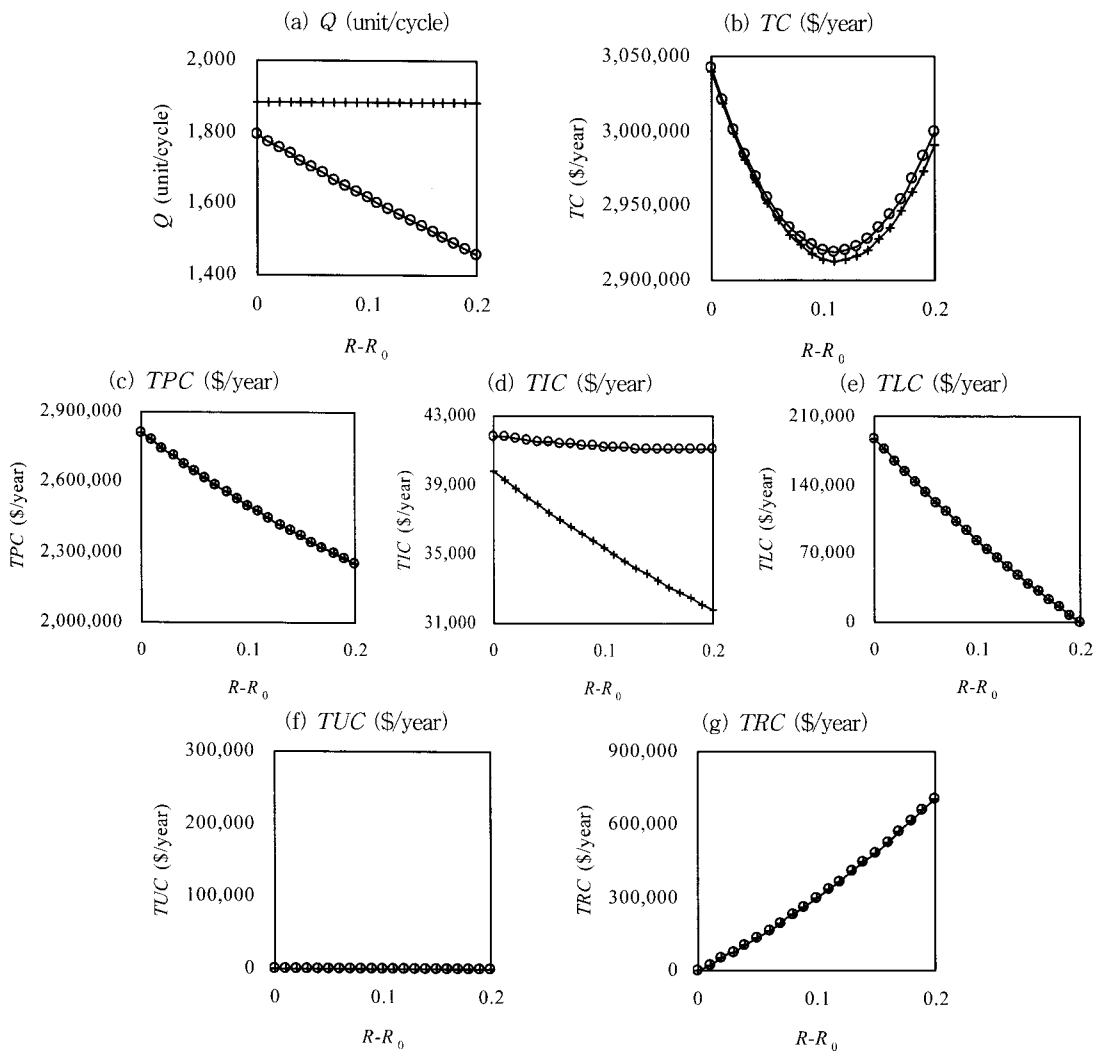 (a) Q (unit/cycle)
2,000
1,800
1,600
1,400
Q (unit/cycle)
0
0.1
0.2
R-R0
(b) TC ($/year)
3,050,000
3,000,000
2,950,000
2,900,000
TC ($/year)
0
0.1
0.2
R-R0
(c) TPC ($/year)
2,900,000
2,600,000
2,300,000
2,000,000
TPC ($/year)
0
0.1
0.2
R-R0
(d) TIC ($/year)
43,000
39,000
35,000
31,000
TIC ($/year)
0
0.1
0.2
R-R0
(e) TLC ($/year)
210,000
140,000
70,000
0
TLC ($/year)
0
0.1
0.2
R-R0
(f) TUC ($/year)
300,000
200,000
100,000
0
TUC ($/year)
0
0.1
0.2
R-R0
(g) TRC ($/year)
900,000
600,000
300,000
0
TRC ($/year)
0
0.1
0.2
R-R0